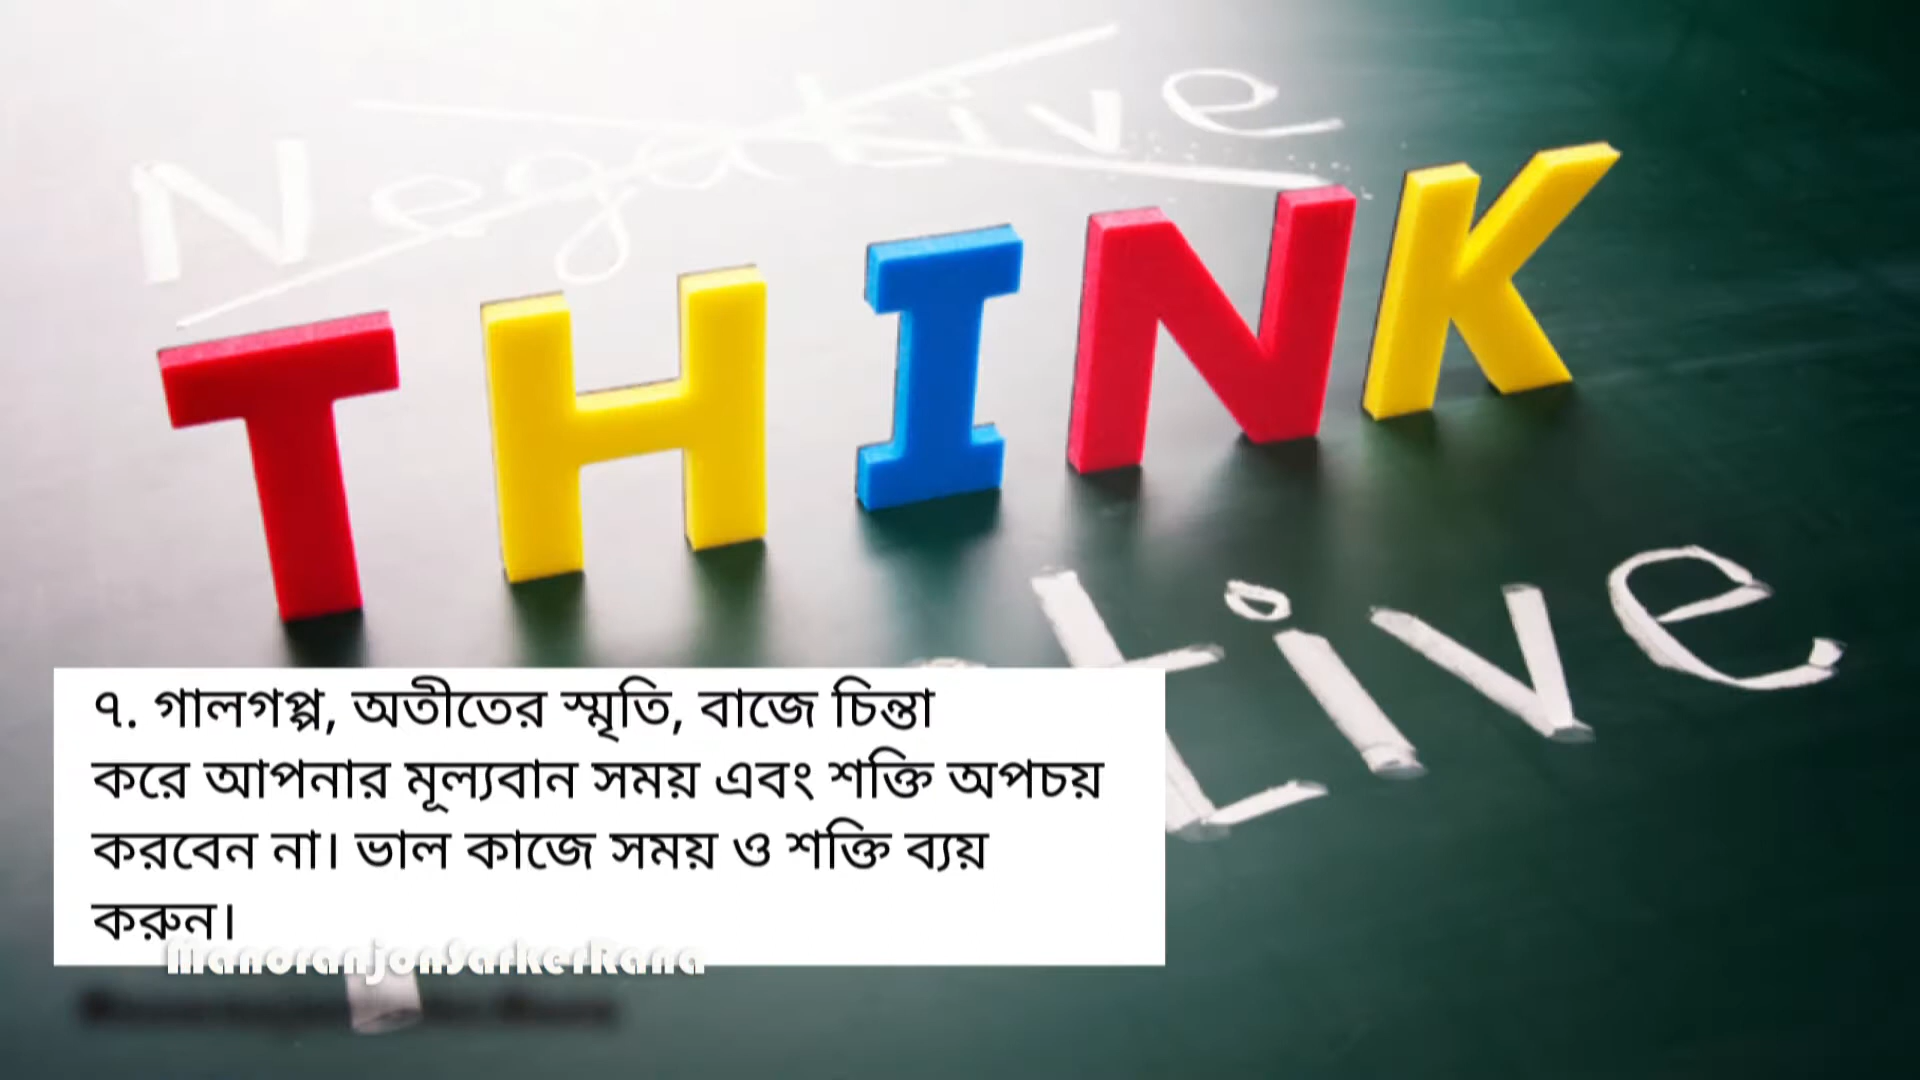 Negative
THINK
tive
৭. গালগপ্প, অতীতের স্মৃতি, বাজে চিন্তা
করে আপনার মূল্যবান সময় এবং শক্তি অপচয়
করবেন না। ভাল কাজে সময় ও শক্তি ব্যয়
করুন।
ManoranjonSarkerRana